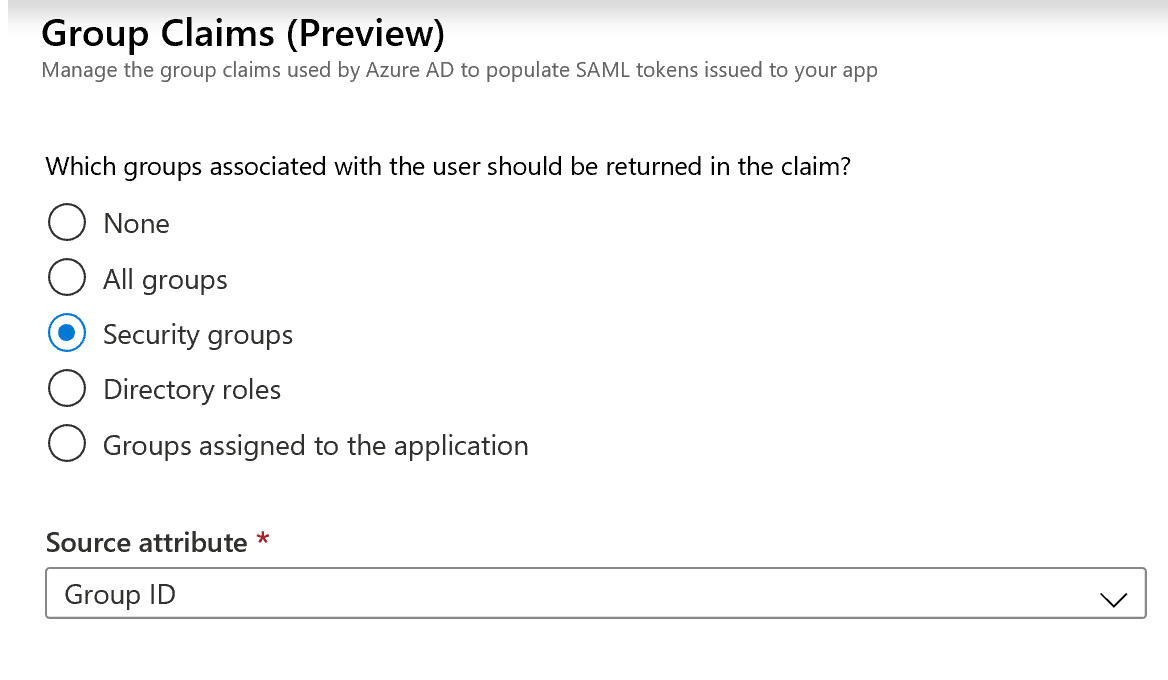 Group Claims (Preview)
Manage the group claims used by Azure AD to populate SAML tokens issued to your app
Which groups associated with the user should be returned in the claim?
None
All groups
Security groups
Directory roles
Groups assigned to the application
Source attribute *
Group ID